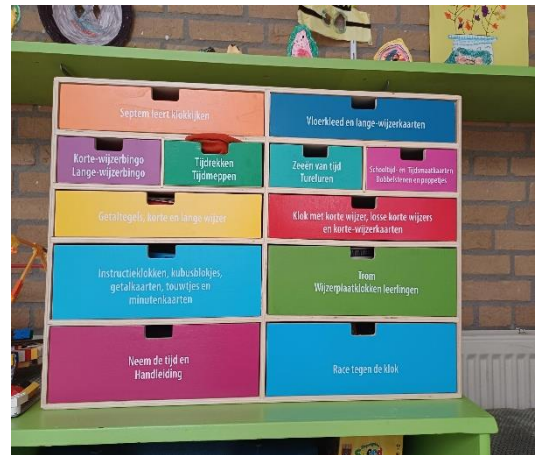 Septem leert klokkijken
Vloerkleed en lange-wijzerkaarten
Korte-wijzerbingo
Lange-wijzerbingo
Tijdrekken
Tijdmeppen
Zeeën van tijd
Tureluren
Schooltijd- en Tijdmaatkaarten
Dobbelstenen en poppetjes
Getaltegels, korte en lange wijzer
Klok met korte wijzer, losse korte wijzers
en korte-wijzerkaarten
Instructieklokken, kubusblokjes,
getalkaarten, touwtjes en
minutenkaarten
Trom
Wijzerplaatklokken leerlingen
Neem de tijd en
Handleiding
Race tegen de klok